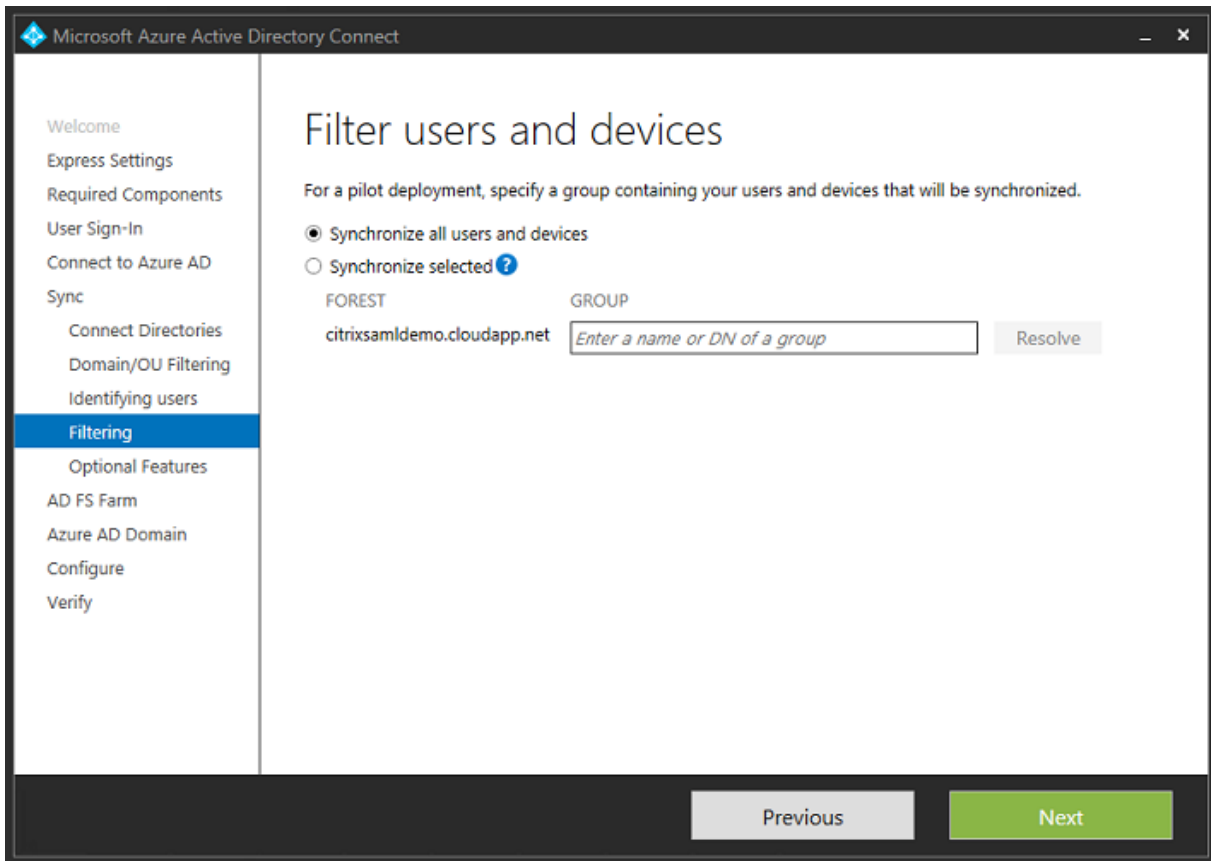 Microsoft Azure Active Directory Connect
Welcome
Express Settings
Required Components
User Sign-In
Connect to Azure AD
Sync
Connect Directories
Domain/OU Filtering
Identifying users
Filtering
Optional Features
AD FS Farm
Azure AD Domain
Configure
Verify
Filter users and devices
For a pilot deployment, specify a group containing your users and devices that will be synchronized.
Synchronize all users and devices
Synchronize selected ?
FOREST GROUP
citrixsamldemo.cloudapp.net Enter a name or DN of a group Resolve
Previous Next